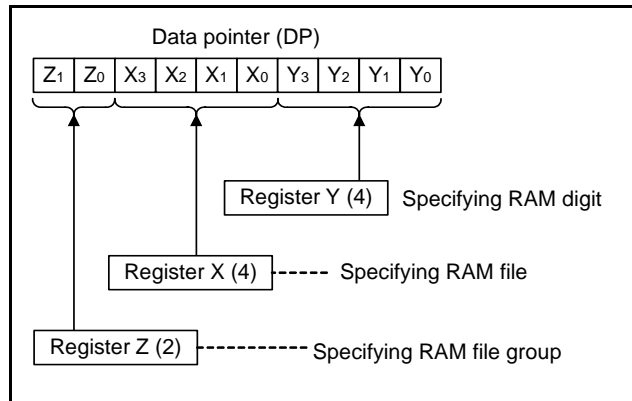 Data pointer (DP)
Z1 Z0 X3 X2 X1 X0 Y3 Y2 Y1 Y0
Register Y (4) Specifying RAM digit
Register X (4) Specifying RAM file
Register Z (2) Specifying RAM file group